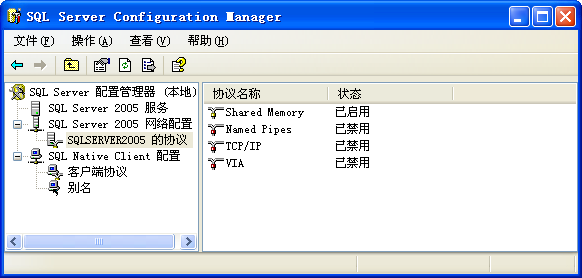 SQL Server Configuration Manager
文件(F) 操作(A) 查看(V) 帮助(H)
SQL Server 配置管理器 (本地)
SQL Server 2005 服务
SQL Server 2005 网络配置
SQLSERVER2005 的协议
SQL Native Client 配置
客户端协议
别名
协议名称 状态
Shared Memory 已启用
Named Pipes 已禁用
TCP/IP 已禁用
VIA 已禁用